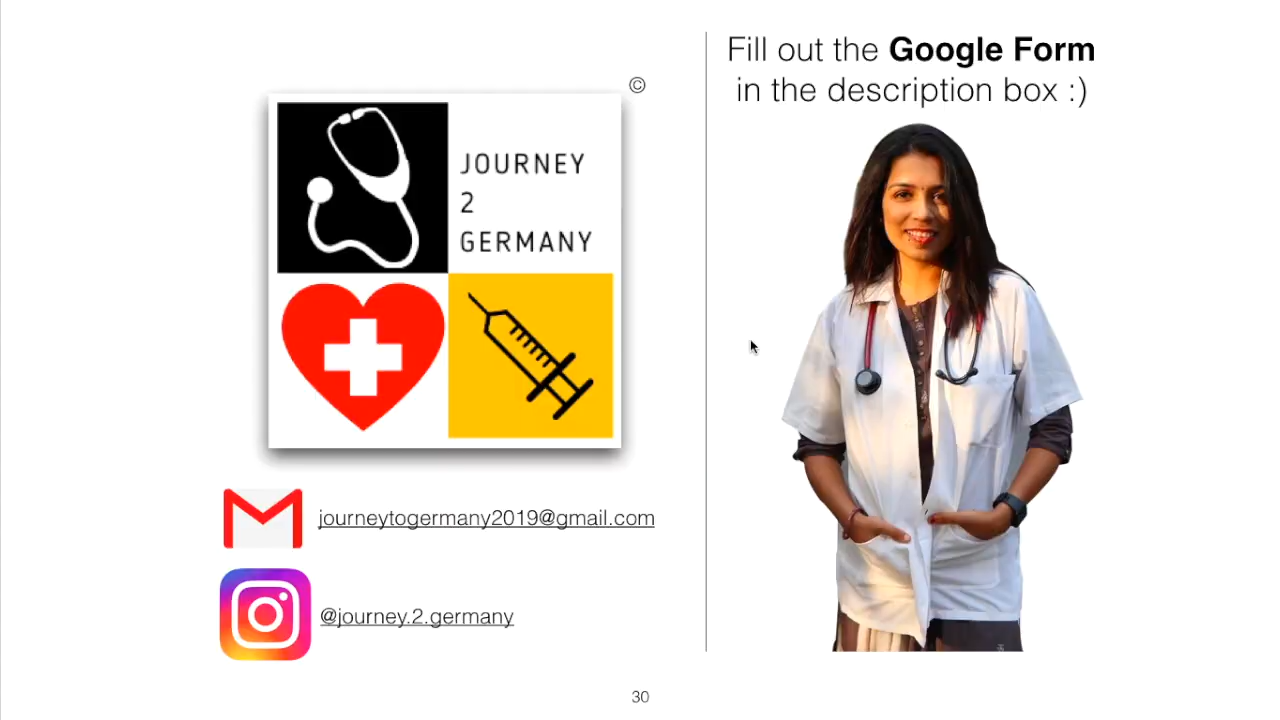 ©
JOURNEY
2
GERMANY
journeytogermany2019@gmail.com
@journey.2.germany
Fill out the Google Form
in the description box :)
30